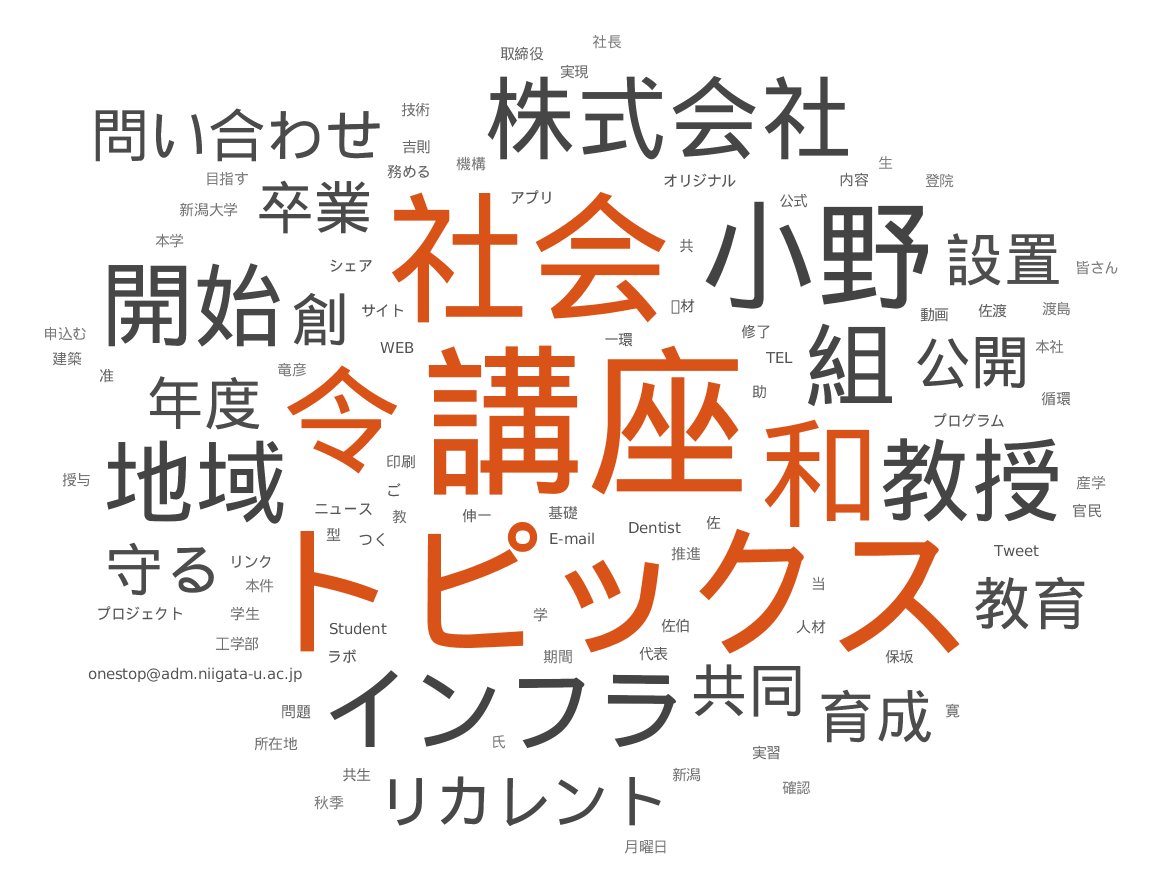 社長
取締役
実現
株式会社
技術
問い合わせ
吉則
機構
務める
生
目指す
卒業
オリジナル
内容
登院
アプリ
公式
新潟大学
社会
小野
本学
共
設置
シェア
皆さん
開始
創
サイト
材
動画
佐渡
渡島
申込む
修了
一環
WEB
組
本社
建築
TEL
公開
准
竜彦
年度
令
講座
助
循環
プログラム
地域
印刷
和
教授
授与
ご
産学
ニュース
教
伸一
基礎
佐
官民
型
つく
E-mail
Dentist
推進
Tweet
守る
リンク
トピックス
本件
当
教育
プロジェクト
学生
学
Student
佐伯
人材
工学部
ラボ
期間
代表
保坂
onestop@adm.niigata-u.ac.jp
インフラ
共同
育成
問題
寛
所在地
氏
実習
共生
新潟
秋季
リカレント
確認
月曜日